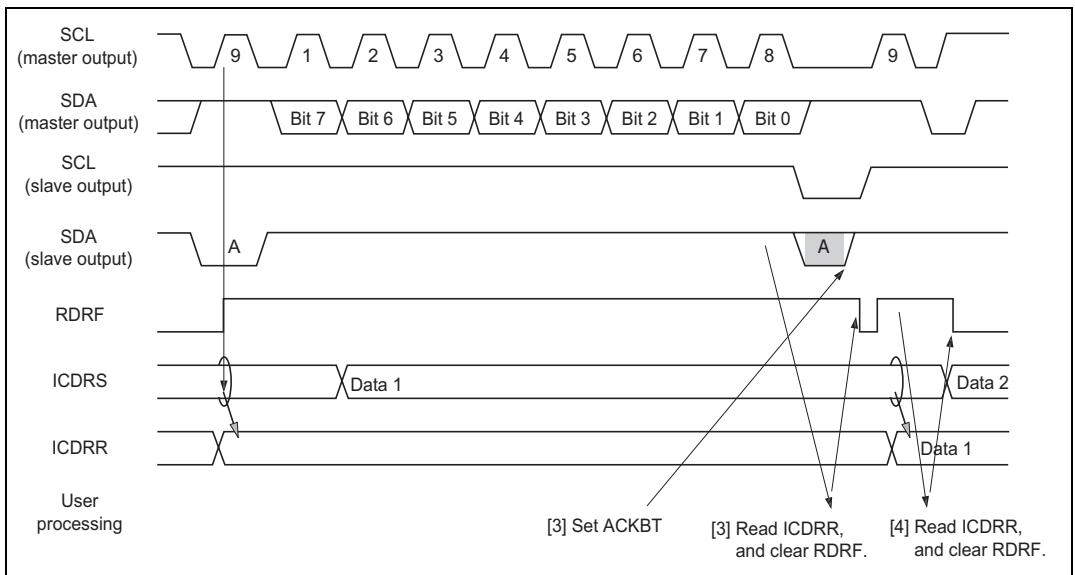 SCL
(master output)
9 1 2 3 4 5 6 7 8 9
SDA
(master output)
Bit 7 Bit 6 Bit 5 Bit 4 Bit 3 Bit 2 Bit 1 Bit 0
SCL
(slave output)
SDA
(slave output)
A A
RDRF
ICDRS
Data 1 Data 2
ICDRR
Data 1
User
processing
[3] Set ACKBT
[3] Read ICDRR,
and clear RDRF.
[4] Read ICDRR,
and clear RDRF.